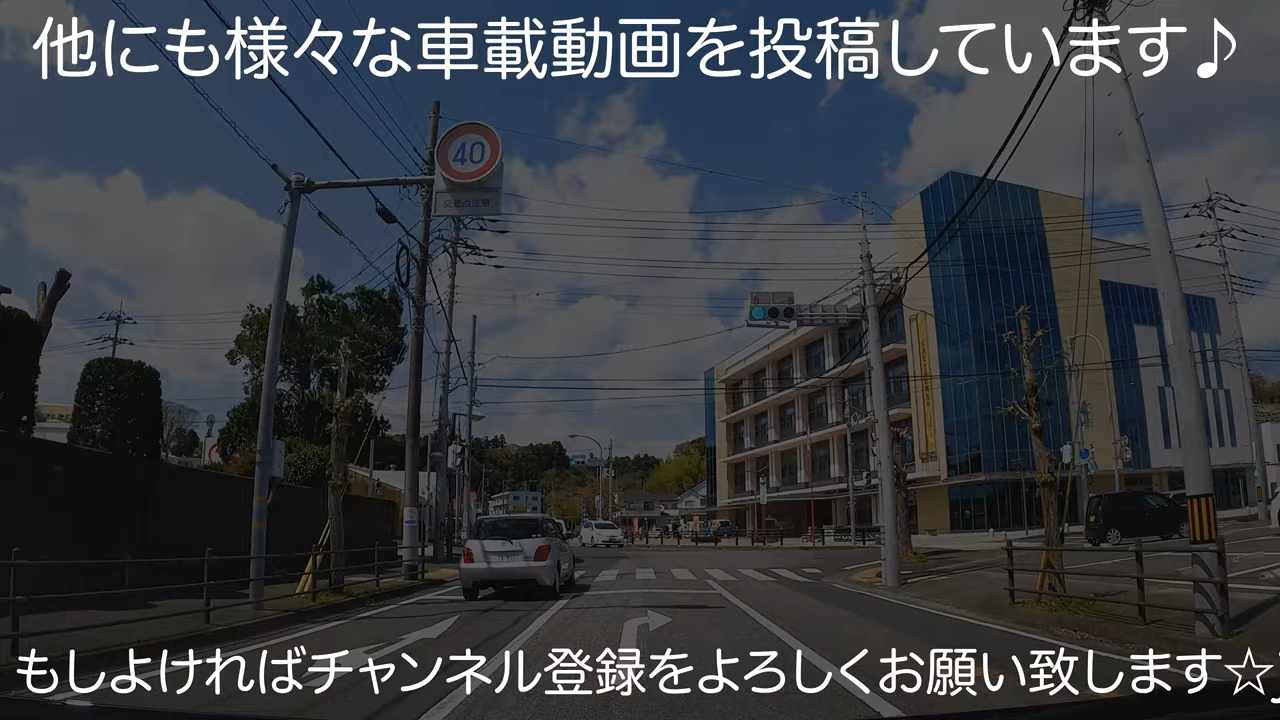 他にも様々な車載動画を投稿しています♪
40
もしよければチャンネル登録をよろしくお願い致します☆